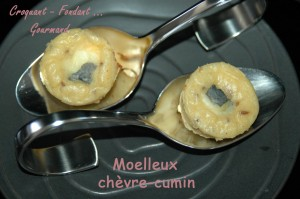 Croquant - Fondant ...
Gourmand
Moelleux
chèvre-cumin